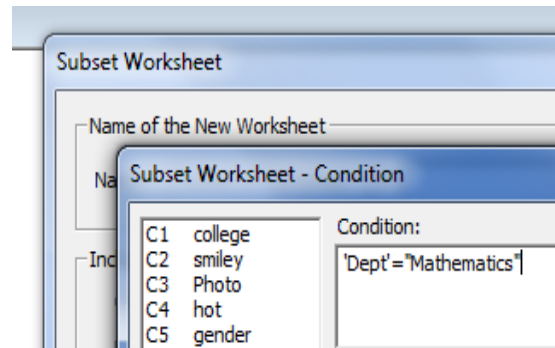 Subset Worksheet
Name of the New Worksheet
Na
Subset Worksheet - Condition
Inc
C1 college
C2 smiley
C3 Photo
C4 hot
C5 gender
Condition:
'Dept'="Mathematics"